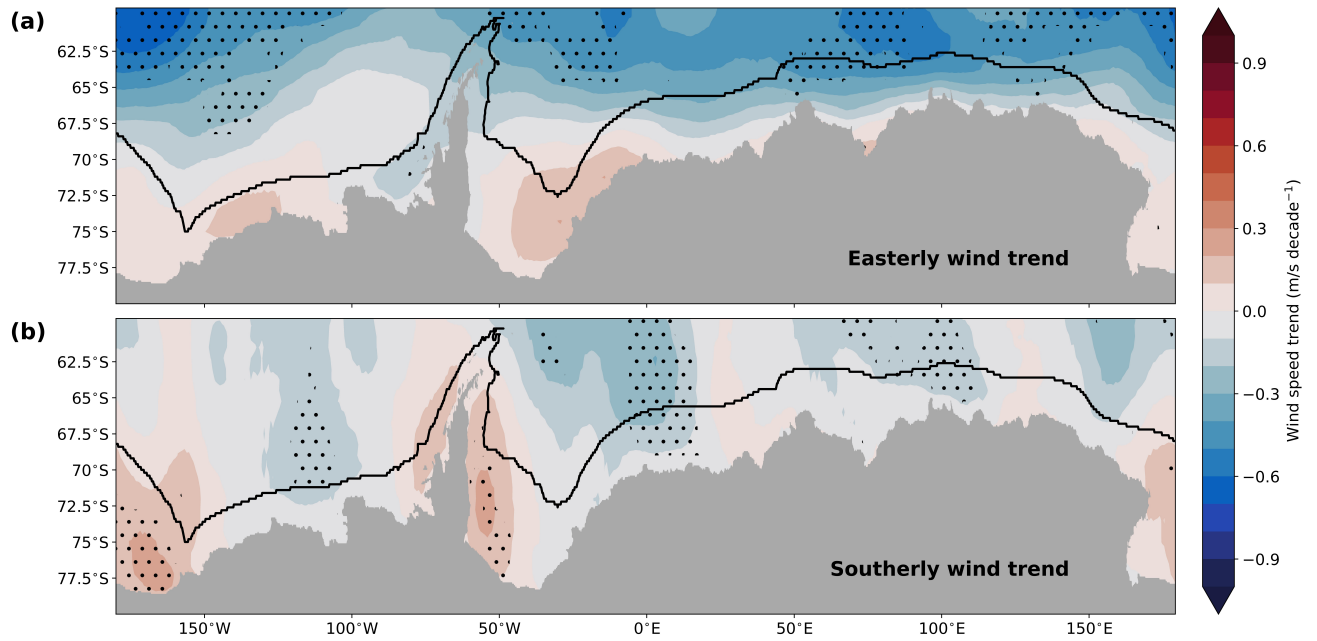 (a)
62.5°S
65°S
67.5°S
70°S
72.5°S
75°S
77.5°S
Easterly wind trend
(b)
62.5°S
65°S
67.5°S
70°S
72.5°S
75°S
77.5°S
Southerly wind trend
150°W
100°W
50°W
0°E
50°E
100°E
150°E
0.9
0.6
0.3
0.0
−0.3
−0.6
−0.9
Wind speed trend (m/s decade⁻¹)